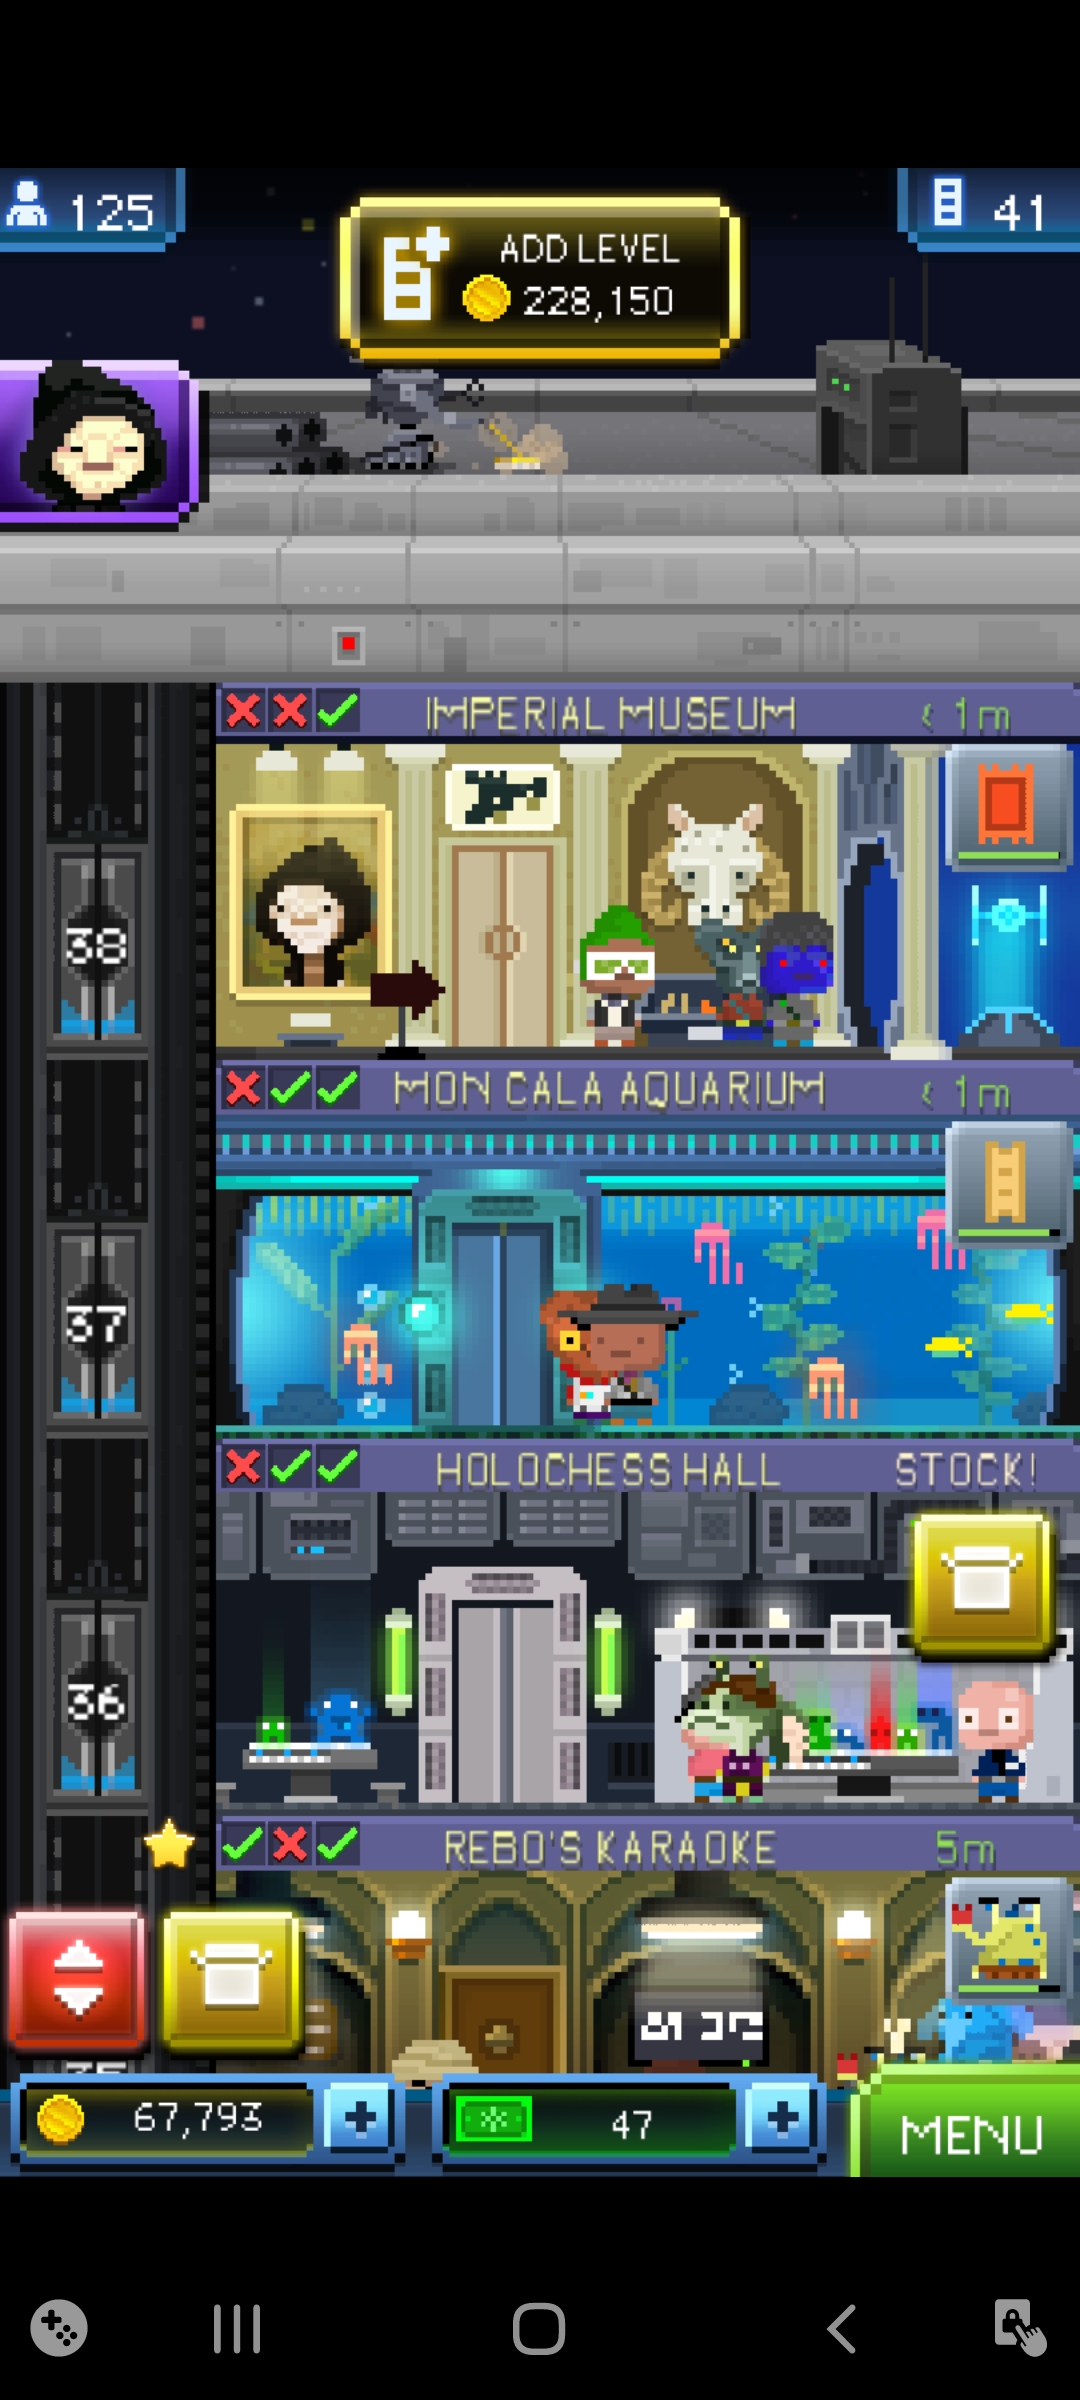 125
ADD LEVEL
228,150
41
IMPERIAL MUSEUM
< 1m
38
MON CALA AQUARIUM
< 1m
37
HOLOCHESS HALL
STOCK!
36
REBO'S KARAOKE
5m
67,793
47
MENU